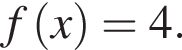 f (x) = 4.